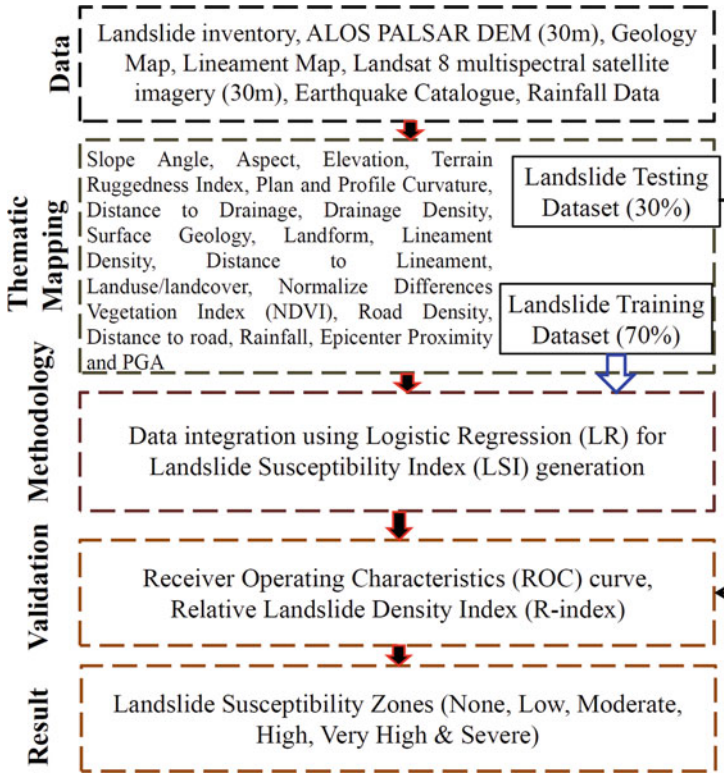 Data
Landslide inventory, ALOS PALSAR DEM (30m), Geology
Map, Lineament Map, Landsat 8 multispectral satellite
imagery (30m), Earthquake Catalogue, Rainfall Data
Thematic
Mapping
Slope Angle, Aspect, Elevation, Terrain
Ruggedness Index, Plan and Profile Curvature,
Distance to Drainage, Drainage Density,
Surface Geology, Landform, Lineament
Density, Distance to Lineament,
Landuse/landcover, Normalize Differences
Vegetation Index (NDVI), Road Density,
Distance to road, Rainfall, Epicenter Proximity
and PGA
Landslide Testing
Dataset (30%)
Landslide Training
Dataset (70%)
Methodology
Data integration using Logistic Regression (LR) for
Landslide Susceptibility Index (LSI) generation
Validation
Receiver Operating Characteristics (ROC) curve,
Relative Landslide Density Index (R-index)
Result
Landslide Susceptibility Zones (None, Low, Moderate,
High, Very High & Severe)